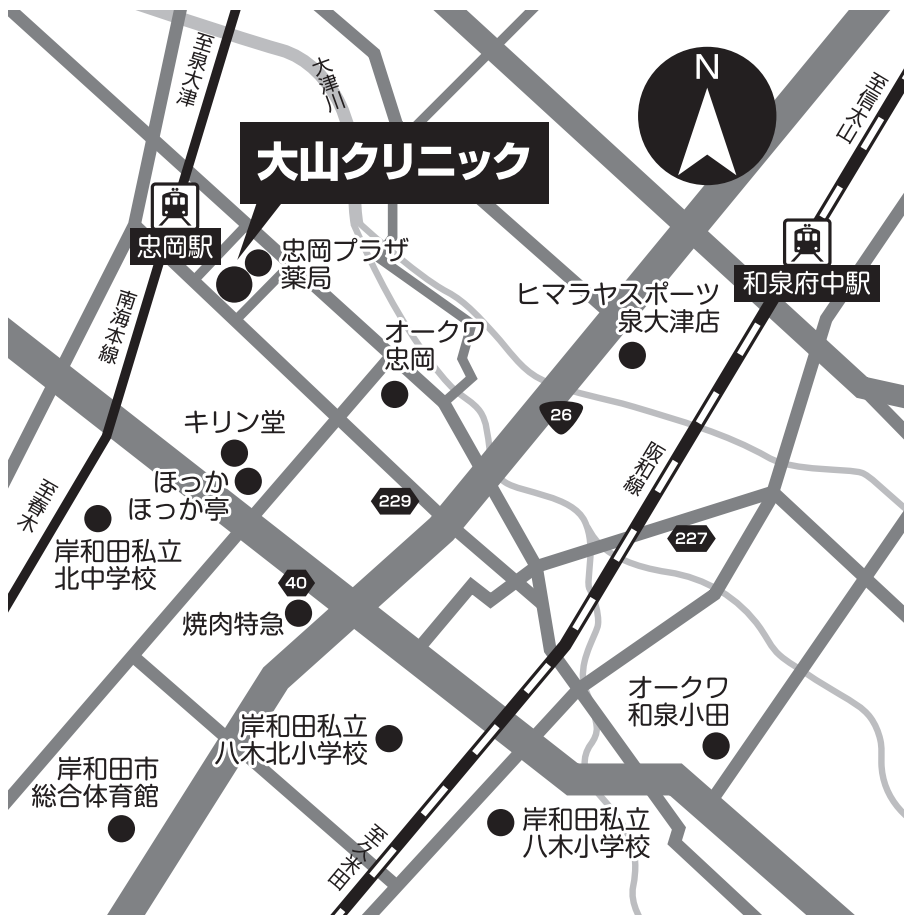 至泉大津
大津川
N
至信太山
大山クリニック
忠岡駅
忠岡プラザ
薬局
和泉府中駅
ヒマラヤスポーツ
泉大津店
南海本線
オークワ
忠岡
26
キリン堂
阪和線
ほっか
ほっか亭
至春木
229
227
岸和田私立
北中学校
40
焼肉特急
オークワ
和泉小田
岸和田私立
八木北小学校
岸和田市
総合体育館
岸和田私立
八木小学校
至久米田